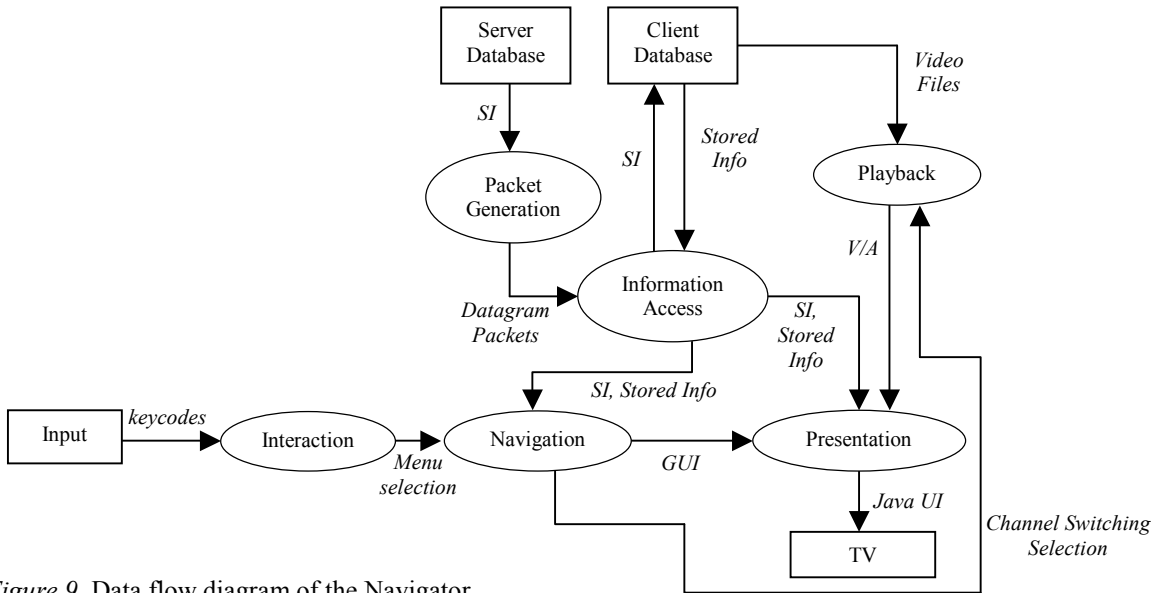 Server
Database
Client
Database
Video
Files
SI
Stored
Info
SI
Packet
Generation
Playback
V/A
Information
Access
Datagram
Packets
SI,
Stored
Info
SI, Stored Info
Input
keycodes
Interaction
Menu
selection
Navigation
GUI
Presentation
Java UI
TV
Channel Switching
Selection
igure 9. Data flow diagram of the Navigator